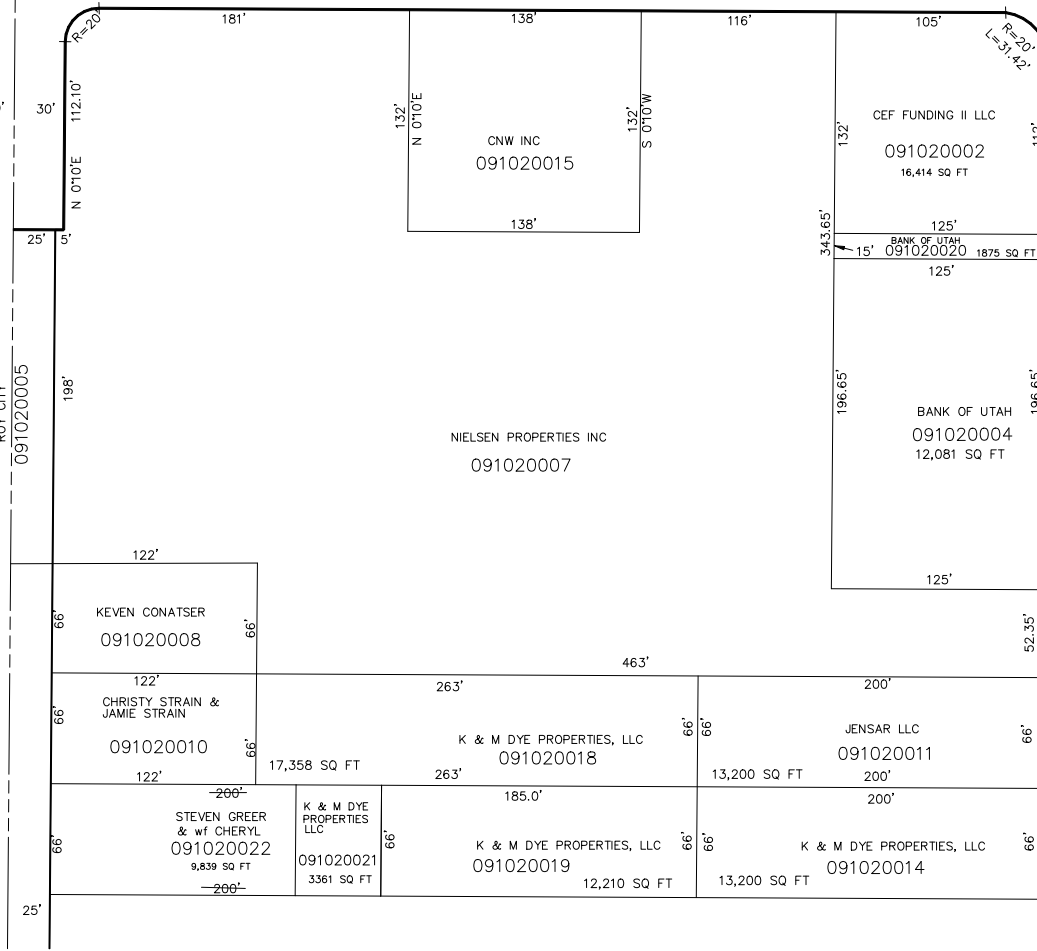 181'
138'
116'
105'
R=20'
R=20'
L=31.42'
30'
112.10'
N 0°10'E
132'
N 0°10'E
132'
S 0°10'W
CNW INC
091020015
138'
132'
CEF FUNDING II LLC
091020002
16,414 SQ FT
112'
25'
5'
343.65'
125'
15'
BANK OF UTAH
091020020
1875 SQ FT
125'
ROY CITY
091020005
198'
NIELSEN PROPERTIES INC
091020007
196.65'
BANK OF UTAH
091020004
12,081 SQ FT
196.65'
125'
122'
66'
KEVEN CONATSER
091020008
66'
52.35'
463'
122'
263'
200'
66'
CHRISTY STRAIN &
JAMIE STRAIN
091020010
66'
122'
17,358 SQ FT
K & M DYE PROPERTIES, LLC
091020018
263'
66'
66'
JENSAR LLC
091020011
13,200 SQ FT
200'
66'
200'
185.0'
200'
66'
STEVEN GREER
& wf CHERYL
091020022
9,839 SQ FT
200'
K & M DYE
PROPERTIES
LLC
091020021
3361 SQ FT
66'
K & M DYE PROPERTIES, LLC
091020019
12,210 SQ FT
66'
66'
K & M DYE PROPERTIES, LLC
091020014
13,200 SQ FT
66'
25'